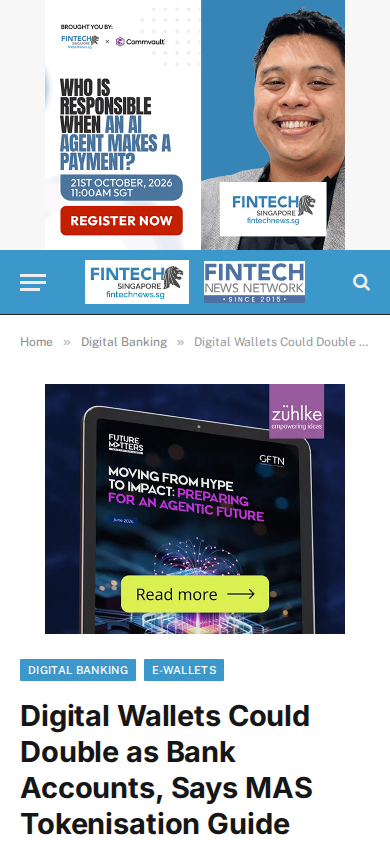 BROUGHT YOU BY:
FINTECH SINGAPORE fintechnews.sg × Commvault
WHO IS
RESPONSIBLE
WHEN AN AI
AGENT MAKES A
PAYMENT?
21ST OCTOBER, 2026
11:00AM SGT
REGISTER NOW
FINTECH
SINGAPORE
fintechnews.sg
FINTECH
SINGAPORE
fintechnews.sg
FINTECH
NEWS NETWORK
• SINCE 2015 •
Home » Digital Banking » Digital Wallets Could Double ...
zühlke
empowering ideas
FUTURE
MATTERS
GFTN
MOVING FROM HYPE
TO IMPACT: PREPARING
FOR AN AGENTIC FUTURE
June 2026
Read more
DIGITAL BANKING E-WALLETS
Digital Wallets Could
Double as Bank
Accounts, Says MAS
Tokenisation Guide